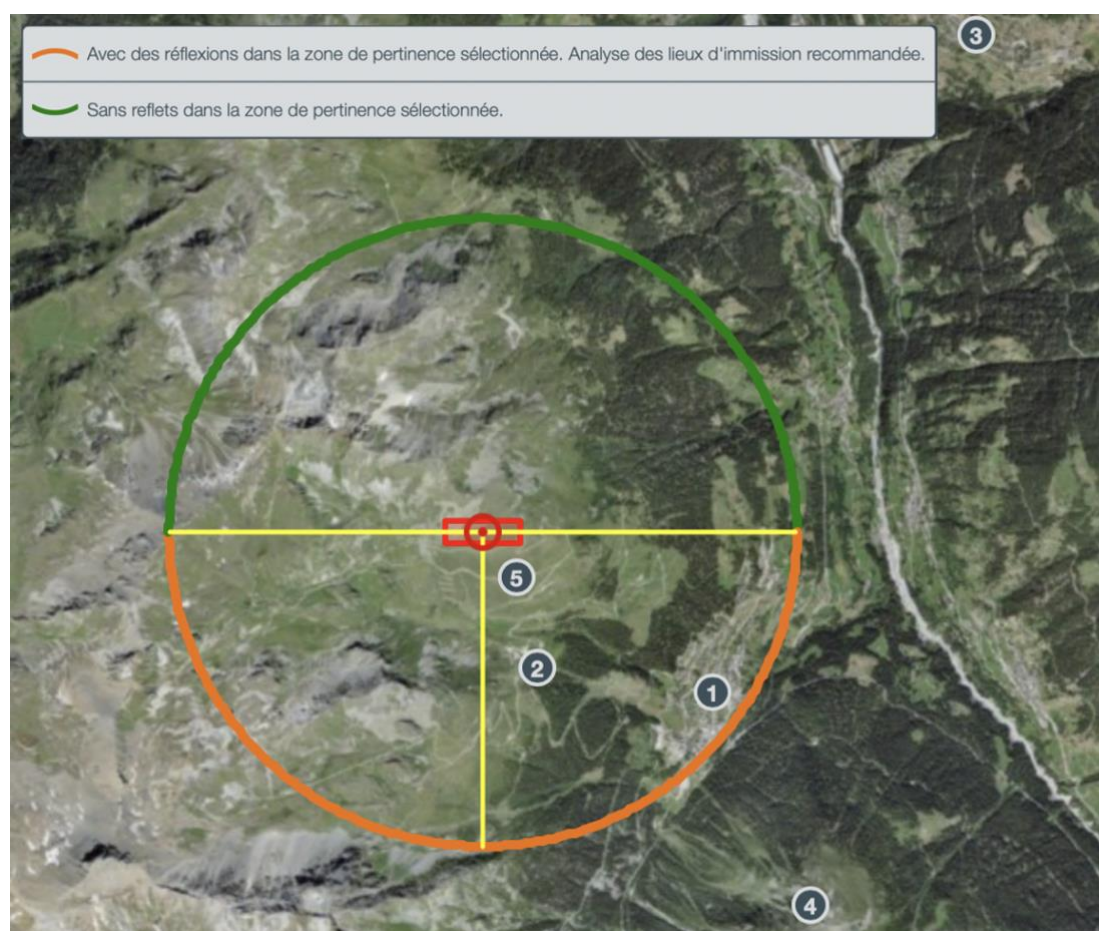 Avec des réflexions dans la zone de pertinence sélectionnée. Analyse des lieux d'immission recommandée.
Sans reflets dans la zone de pertinence sélectionnée.
3
5
2
1
4